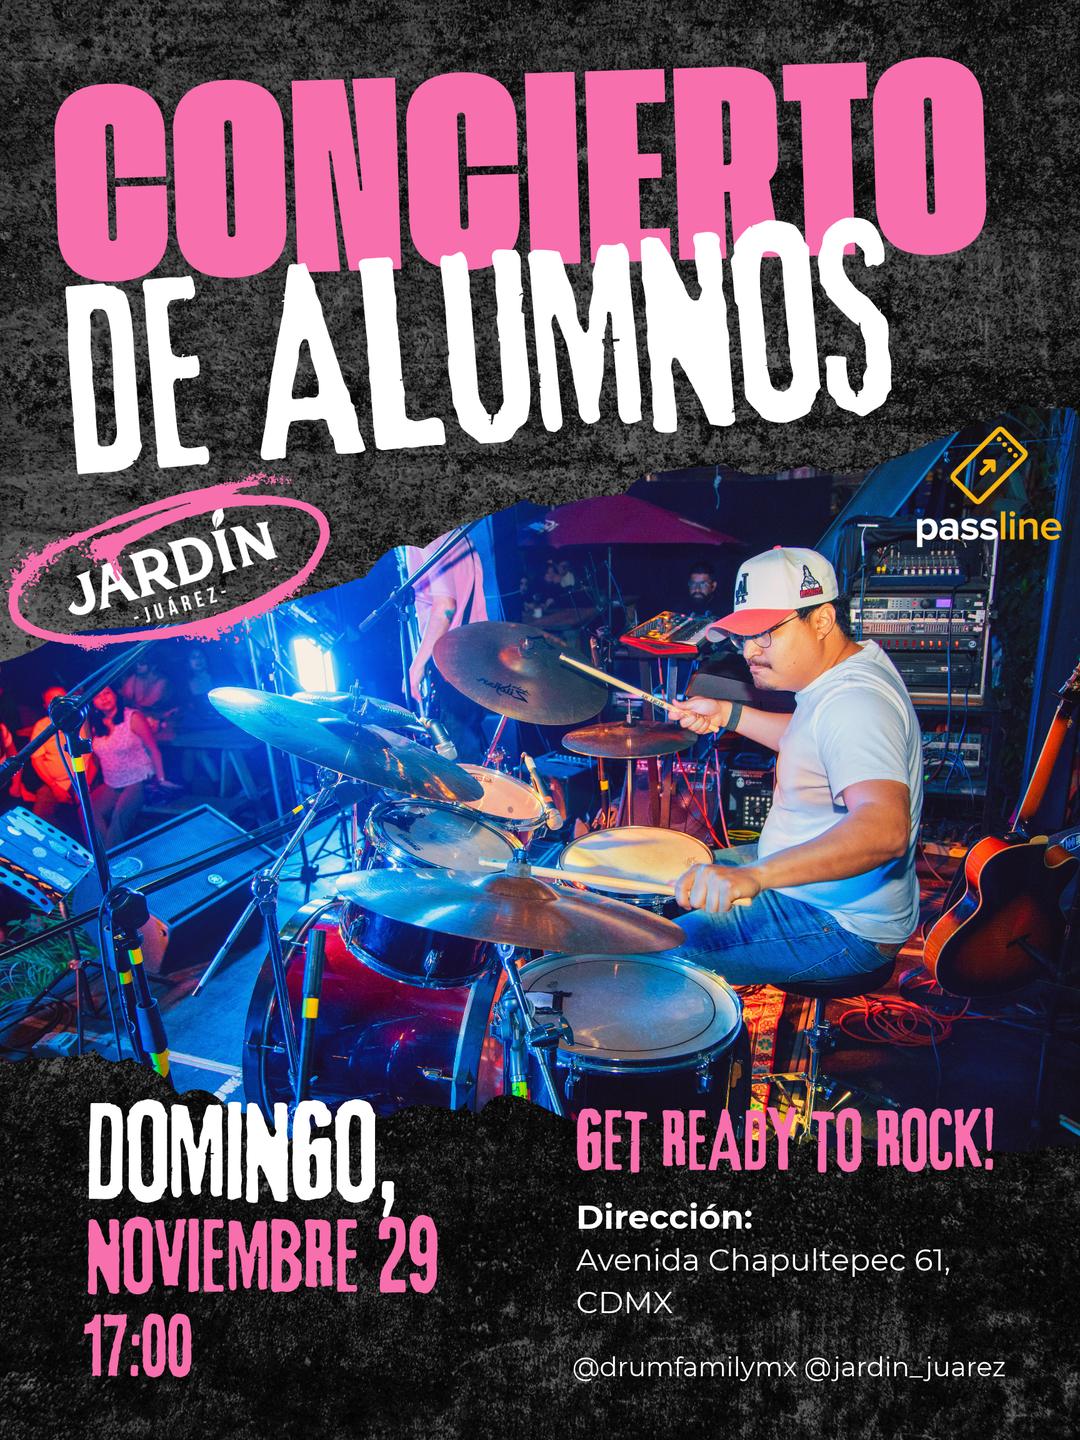 CONCIERTO
DE ALUMNOS
JARDÍN
-JUÁREZ-
passline
Zildjian
DOMINGO,
NOVIEMBRE 29
17:00
GET READY TO ROCK!
Dirección:
Avenida Chapultepec 61,
CDMX
@drumfamilymx @jardin_juarez